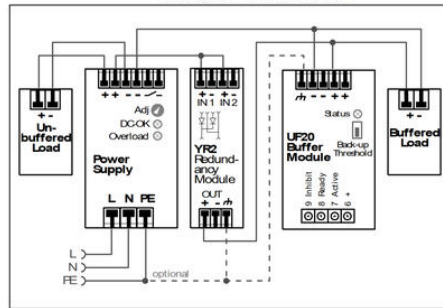 + -
Un-
buffered
Load
+ + - -
Adj
DC-OK
Overload
Power
Supply
L N PE
+ - + -
IN 1 IN 2
YR2
Redund-
ancy
Module
OUT
+ -
- - + +
Status
UF20
Buffer
Module
Back-up
Threshold
9 Inhibit
8 Ready
7 Active
6 +
+ -
Buffered
Load
L
N
PE
optional